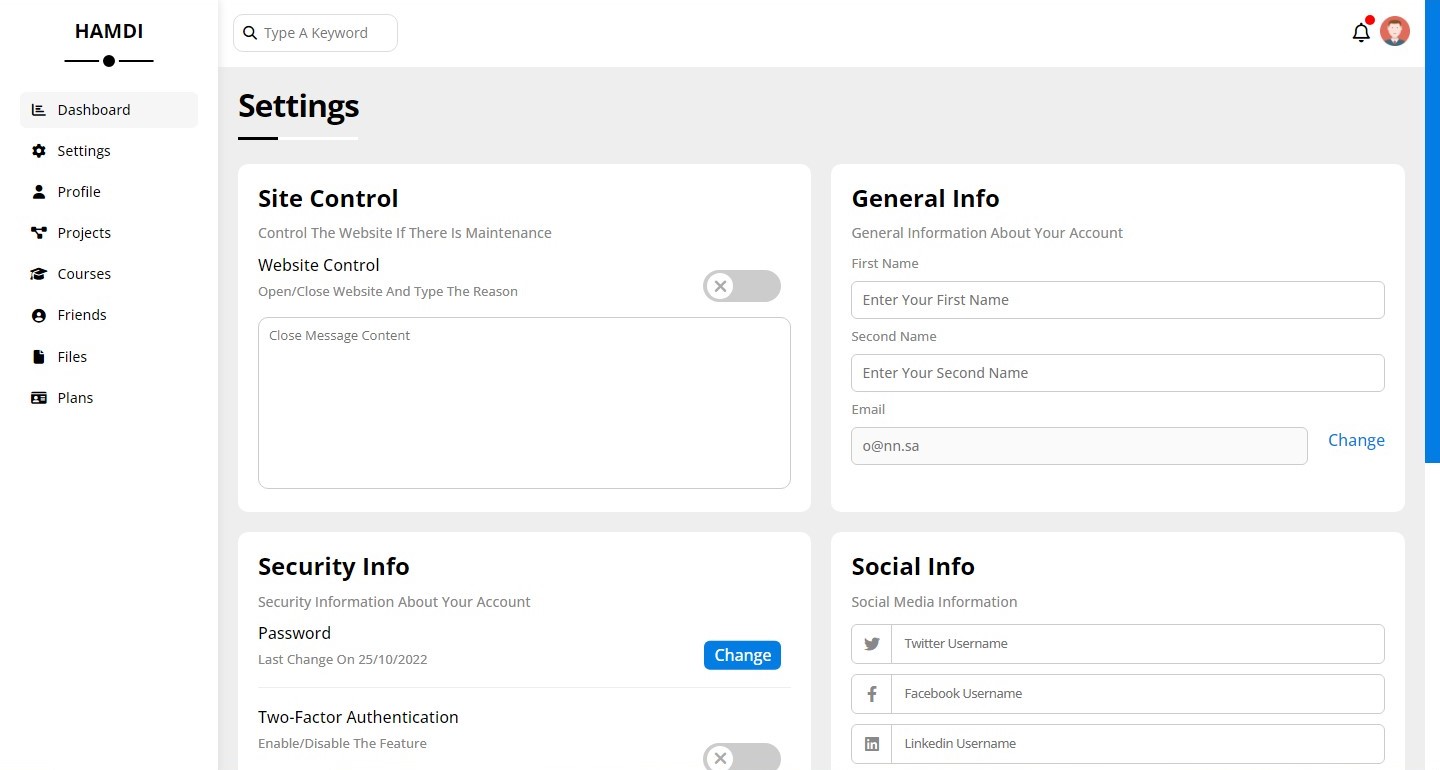 HAMDI
Type A Keyword
Dashboard
Settings
Profile
Projects
Courses
Friends
Files
Plans
Settings
Site Control
Control The Website If There Is Maintenance
Website Control
Open/Close Website And Type The Reason
Close Message Content
General Info
General Information About Your Account
First Name
Enter Your First Name
Second Name
Enter Your Second Name
Email
o@nn.sa
Change
Security Info
Security Information About Your Account
Password
Last Change On 25/10/2022
Change
Two-Factor Authentication
Enable/Disable The Feature
Social Info
Social Media Information
Twitter Username
Facebook Username
Linkedin Username